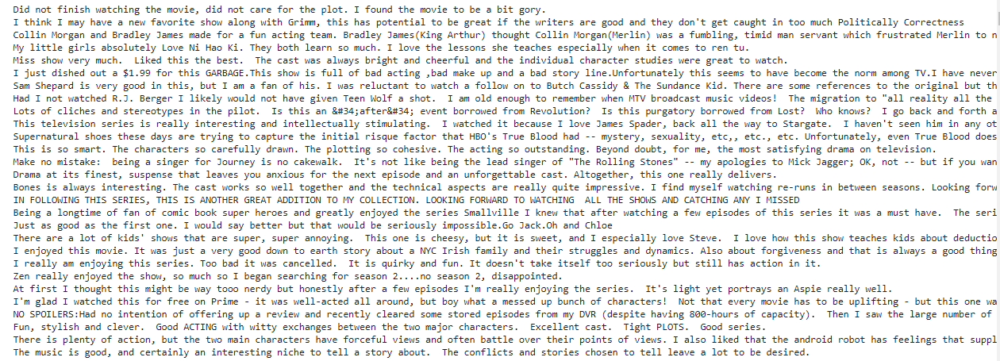 Did not finish watching the movie, did not care for the plot. I found the movie to be a bit gory.
I think I may have a new favorite show along with Grimm, this has potential to be great if the writers are good and they don't get caught in too much Politically Correctness
Collin Morgan and Bradley James made for a fun acting team. Bradley James(King Arthur) thought Collin Morgan(Merlin) was a fumbling, timid man servant which frustrated Merlin to n
My little girls absolutely Love Ni Hao Ki. They both learn so much. I love the lessons she teaches especially when it comes to ren tu.
Miss show very much.  Liked this the best.  The cast was always bright and cheerful and the individual character studies were great to watch.
I just dished out a $1.99 for this GARBAGE.This show is full of bad acting ,bad make up and a bad story line.Unfortunately this seems to have become the norm among TV.I have never
Sam Shepard is very good in this, but I am a fan of his. I was reluctant to watch a follow on to Butch Cassidy & The Sundance Kid. There are some references to the original but th
Had I not watched R.J. Berger I likely would not have given Teen Wolf a shot.  I am old enough to remember when MTV broadcast music videos!  The migration to "all reality all the
Lots of cliches and stereotypes in the pilot.  Is this an &#34;after&#34; event borrowed from Revolution?  Is this purgatory borrowed from Lost?  Who knows?  I go back and forth a
This television series is really interesting and intellectually stimulating.  I watched it because I love James Spader, back all the way to Stargate.  I haven't seen him in any ot
Supernatural shoes these days are trying to capture the initial risque factor that HBO's True Blood had -- mystery, sexuality, etc,, etc., etc. Unfortunately, even True Blood does
This is so smart. The characters so carefully drawn. The plotting so cohesive. The acting so outstanding. Beyond doubt, for me, the most satisfying drama on television.
Make no mistake:  being a singer for Journey is no cakewalk.  It's not like being the lead singer of "The Rolling Stones" -- my apologies to Mick Jagger; OK, not -- but if you wan
Drama at its finest, suspense that leaves you anxious for the next episode and an unforgettable cast. Altogether, this one really delivers.
Bones is always interesting. The cast works so well together and the technical aspects are really quite impressive. I find myself watching re-runs in between seasons. Looking forw
IN FOLLOWING THIS SERIES, THIS IS ANOTHER GREAT ADDITION TO MY COLLECTION. LOOKING FORWARD TO WATCHING  ALL THE SHOWS AND CATCHING ANY I MISSED
Being a longtime of fan of comic book super heroes and greatly enjoyed the series Smallville I knew that after watching a few episodes of this series it was a must have.  The seri
Just as good as the first one. I would say better but that would be seriously impossible.Go Jack.Oh and Chloe
There are a lot of kids' shows that are super, super annoying.  This one is cheesy, but it is sweet, and I especially love Steve.  I love how this show teaches kids about deductio
I enjoyed this movie. It was just a very good down to earth story about a NYC Irish family and their struggles and dynamics. Also about forgiveness and that is always a good thing
I really am enjoying this series. Too bad it was cancelled.  It is quirky and fun. It doesn't take itself too seriously but still has action in it.
Zen really enjoyed the show, so much so I began searching for season 2....no season 2, disappointed.
At first I thought this might be way tooo nerdy but honestly after a few episodes I'm really enjoying the series.  It's light yet portrays an Aspie really well.
I'm glad I watched this for free on Prime - it was well-acted all around, but boy what a messed up bunch of characters!  Not that every movie has to be uplifting - but this one wa
NO SPOILERS:Had no intention of offering up a review and recently cleared some stored episodes from my DVR (despite having 800-hours of capacity).  Then I saw the large number of
Fun, stylish and clever.  Good ACTING with witty exchanges between the two major characters.  Excellent cast.  Tight PLOTS.  Good series.
There is plenty of action, but the two main characters have forceful views and often battle over their points of views. I also liked that the android robot has feelings that suppl
The music is good, and certainly an interesting niche to tell a story about.  The conflicts and stories chosen to tell leave a lot to be desired.